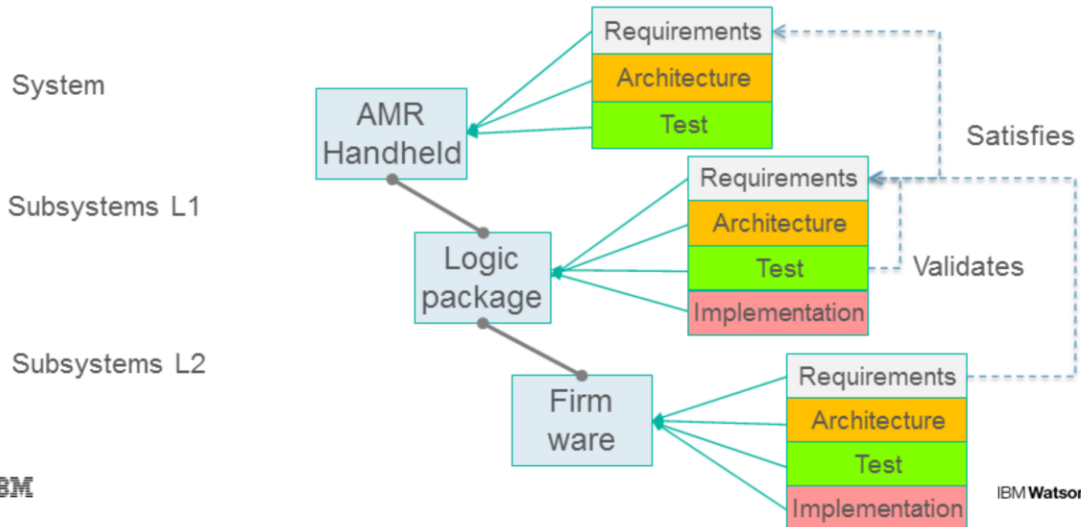 Requirements
System
Architecture
AMR
Handheld
Test
Satisfies
Requirements
Subsystems L1
Architecture
Logic
package
Test
Validates
Implementation
Subsystems L2
Requirements
Firm
ware
Architecture
Test
Implementation
IBM Watson